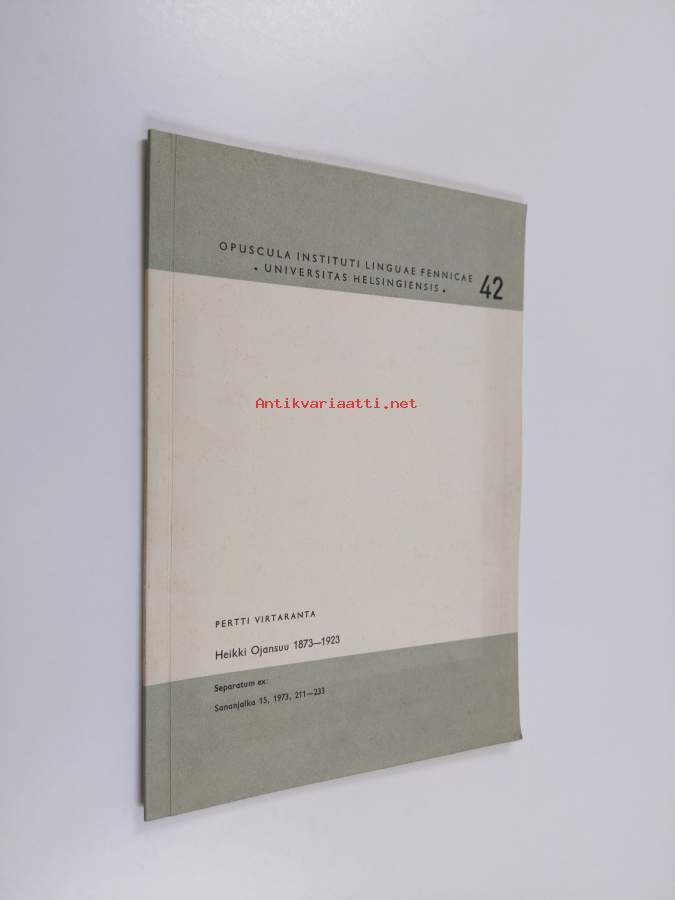 OPUSCULA INSTITUTI LINGUAE FENNICAE
• UNIVERSITAS HELSINGIENSIS •
42
Antikvariaatti.net
PERTTI VIRTARANTA
Heikki Ojansuu 1873—1923
Separatum ex:
Sananjalka 15, 1973, 211—233